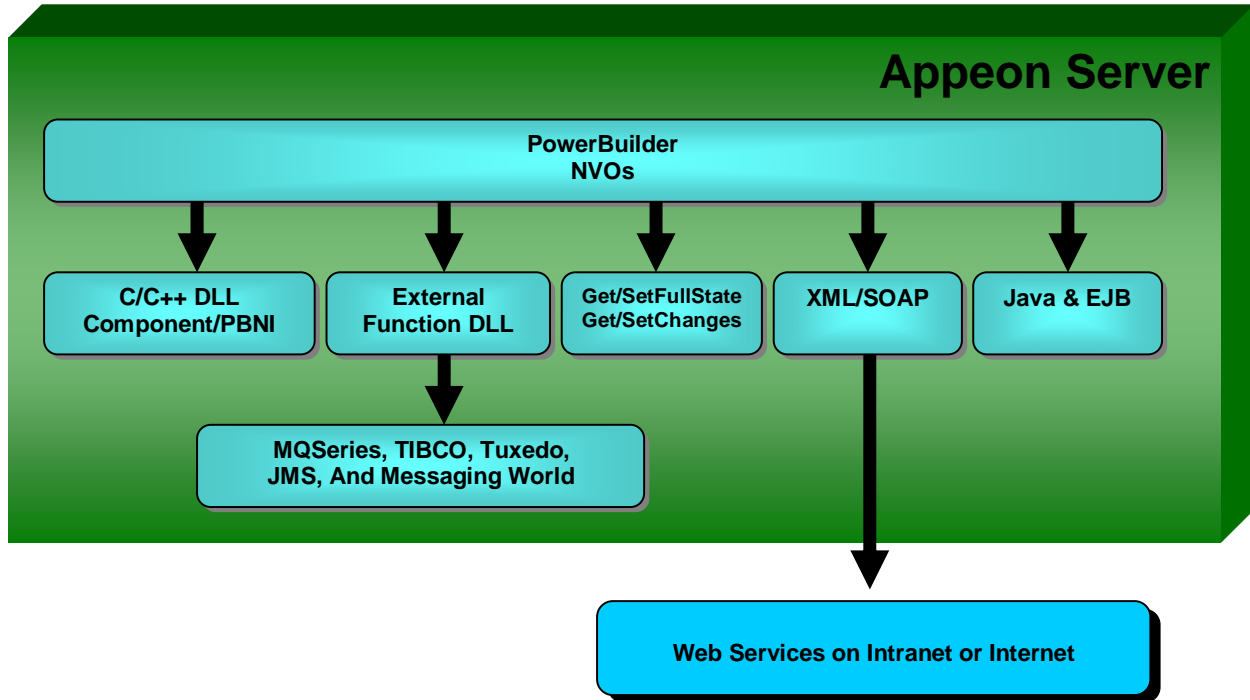 Appeon Server
PowerBuilder
NVOs
C/C++ DLL
Component/PBNI
External
Function DLL
Get/SetFullState
Get/SetChanges
XML/SOAP
Java & EJB
MQSeries, TIBCO, Tuxedo,
JMS, And Messaging World
Web Services on Intranet or Internet